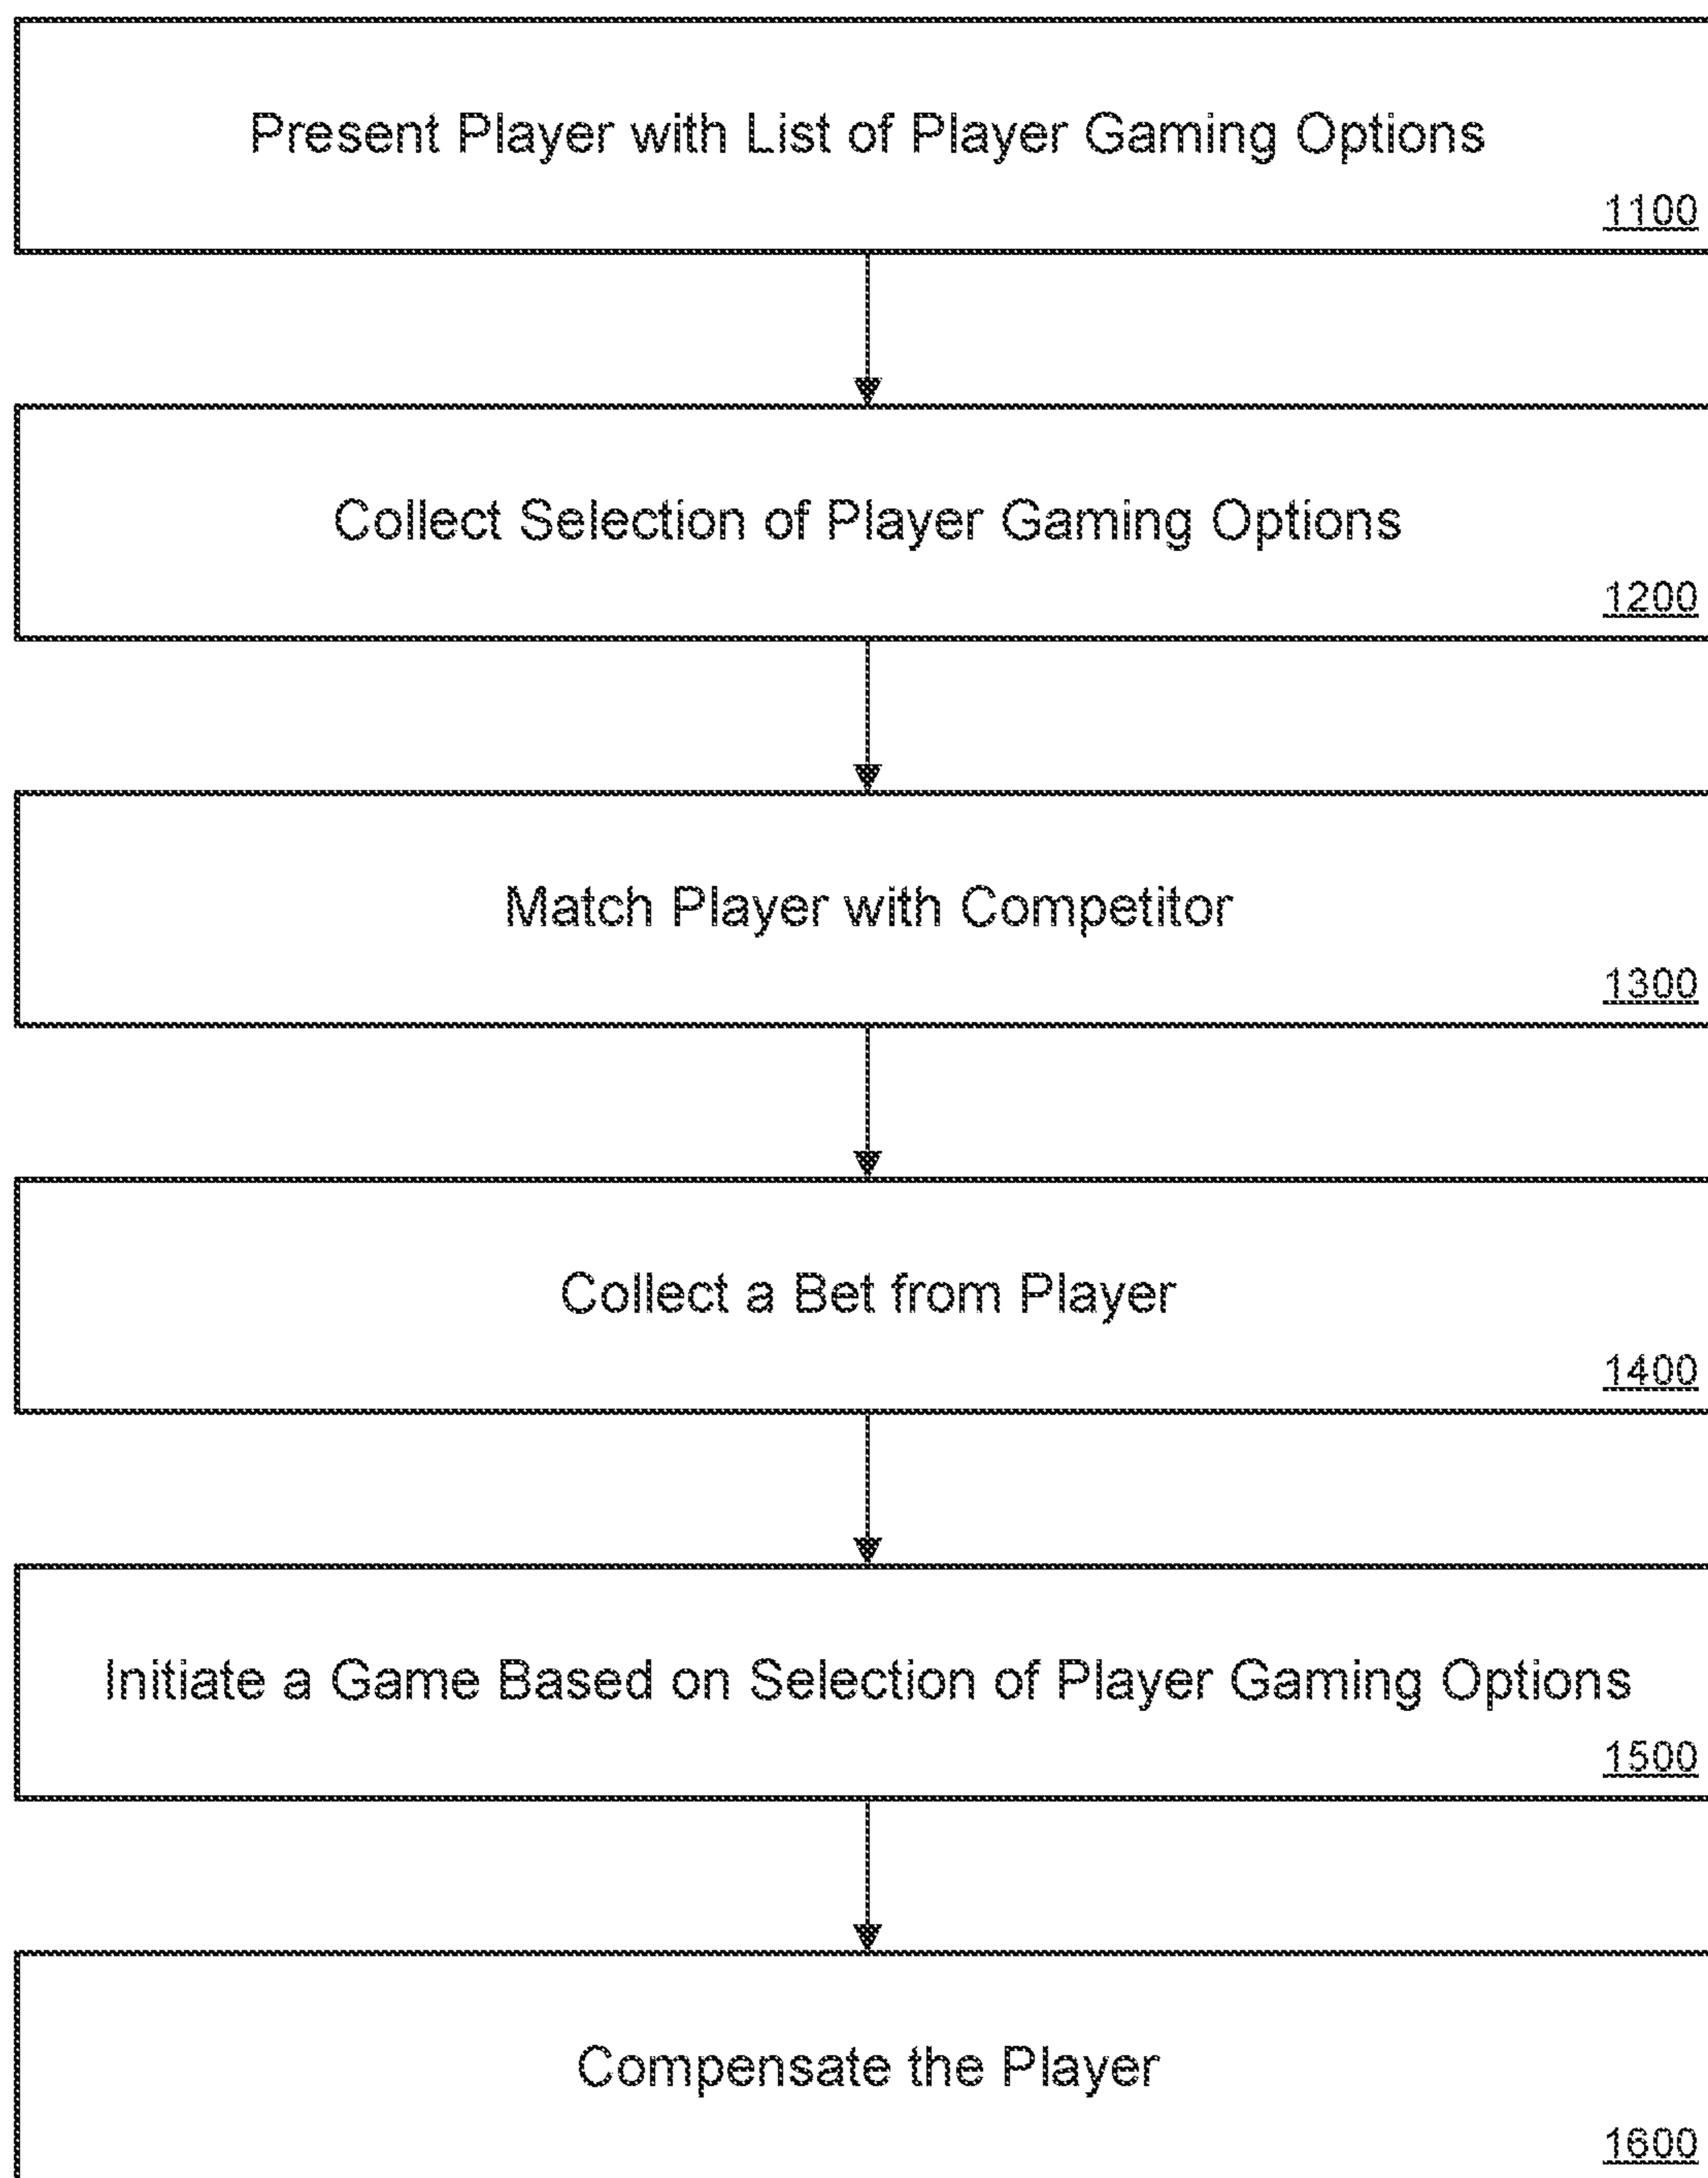 Present Player with List of Player Gaming Options
1100
Collect Selection of Player Gaming Options
1200
Match Player with Competitor
1300
Collect a Bet from Player
1400
Initiate a Game Based on Selection of Player Gaming Options
1500
Compensate the Player
1600